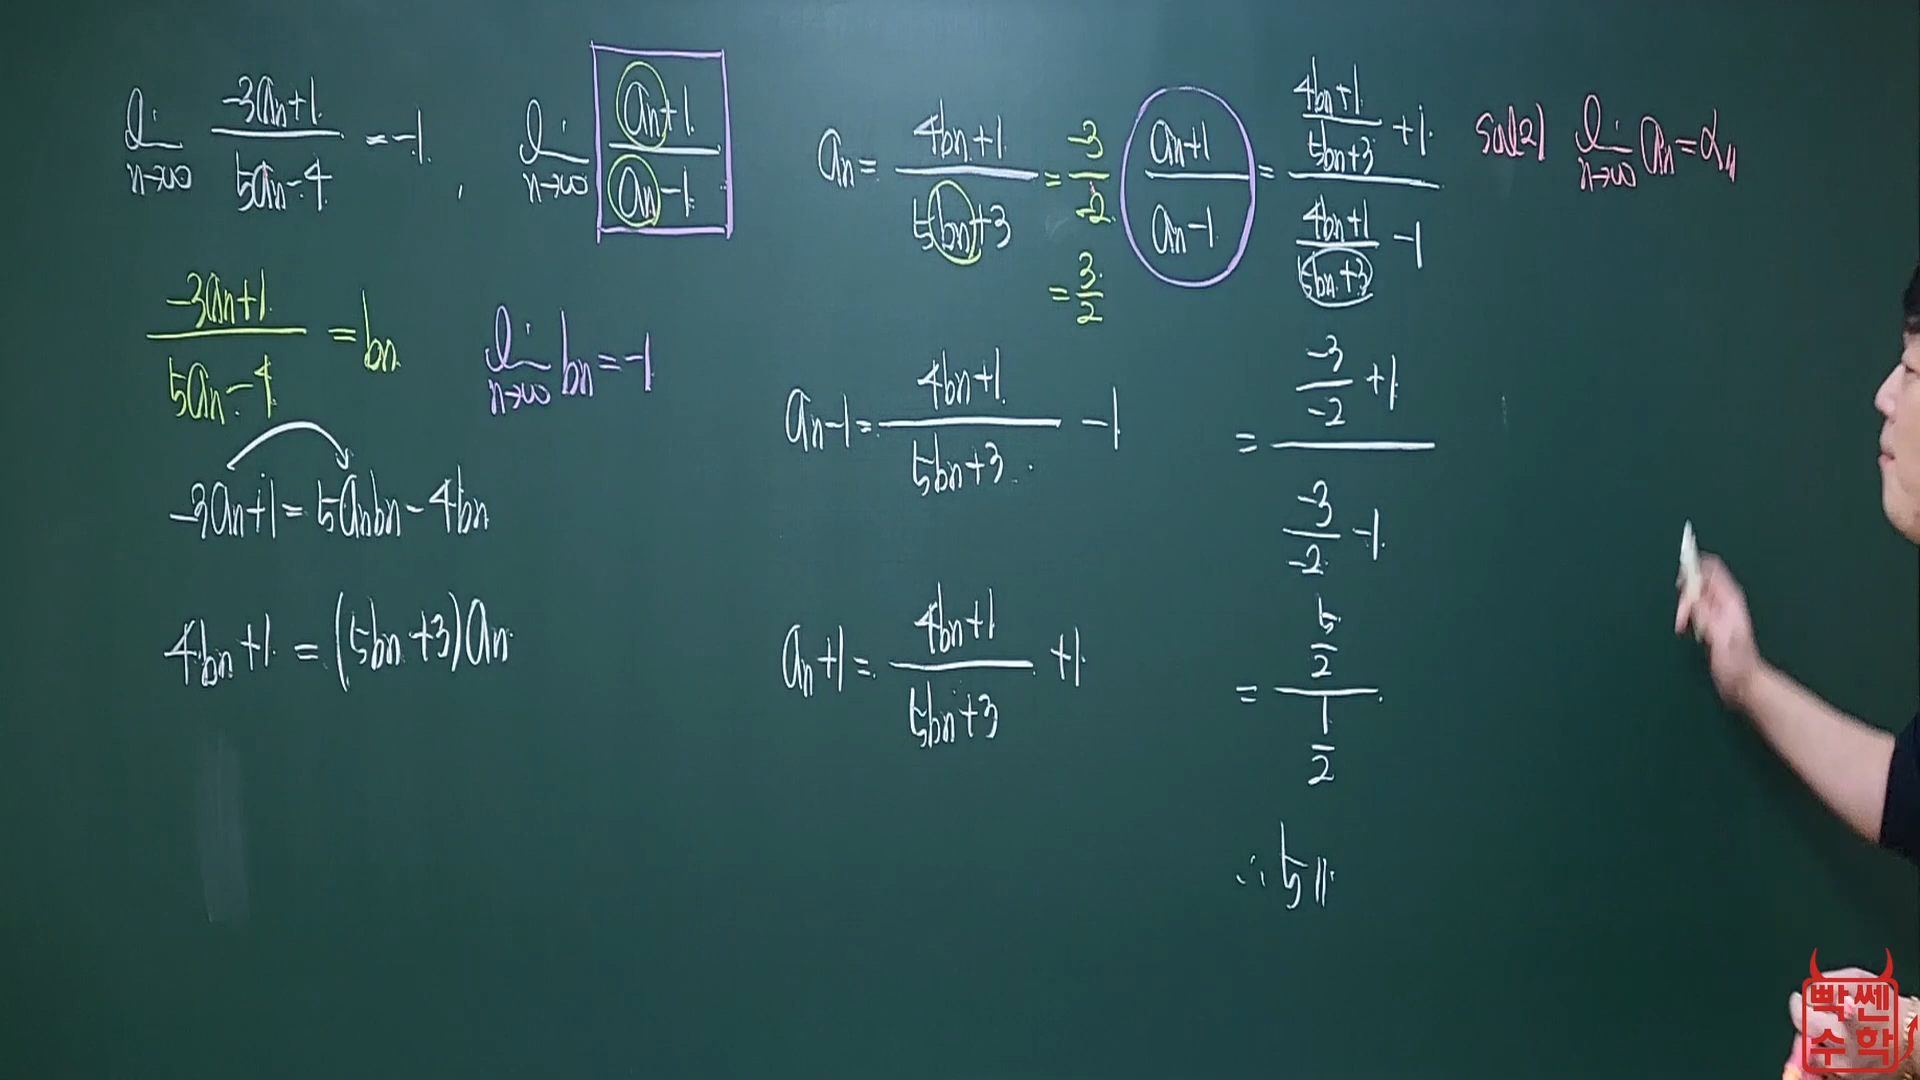 lim n→∞ (-3an+1)/(5an-4) = -1 , lim n→∞ (an+1)/(an-1)
(-3an+1)/(5an-4) = bn
lim n→∞ bn = -1
-3an+1 = 5anbn-4bn
4bn+1 = (5bn+3)an
an = (4bn+1)/(5bn+3) = -3/-2
= 3/2
an-1 = (4bn+1)/(5bn+3) -1
an+1 = (4bn+1)/(5bn+3) +1
(an+1)/(an-1) = ((4bn+1)/(5bn+3) +1)/((4bn+1)/(5bn+3) -1)
= (-3/-2 +1)/(-3/-2 -1)
= (5/2)/(1/2)
∴ 5
sol2) lim n→∞ an = α
빡쎈
수학